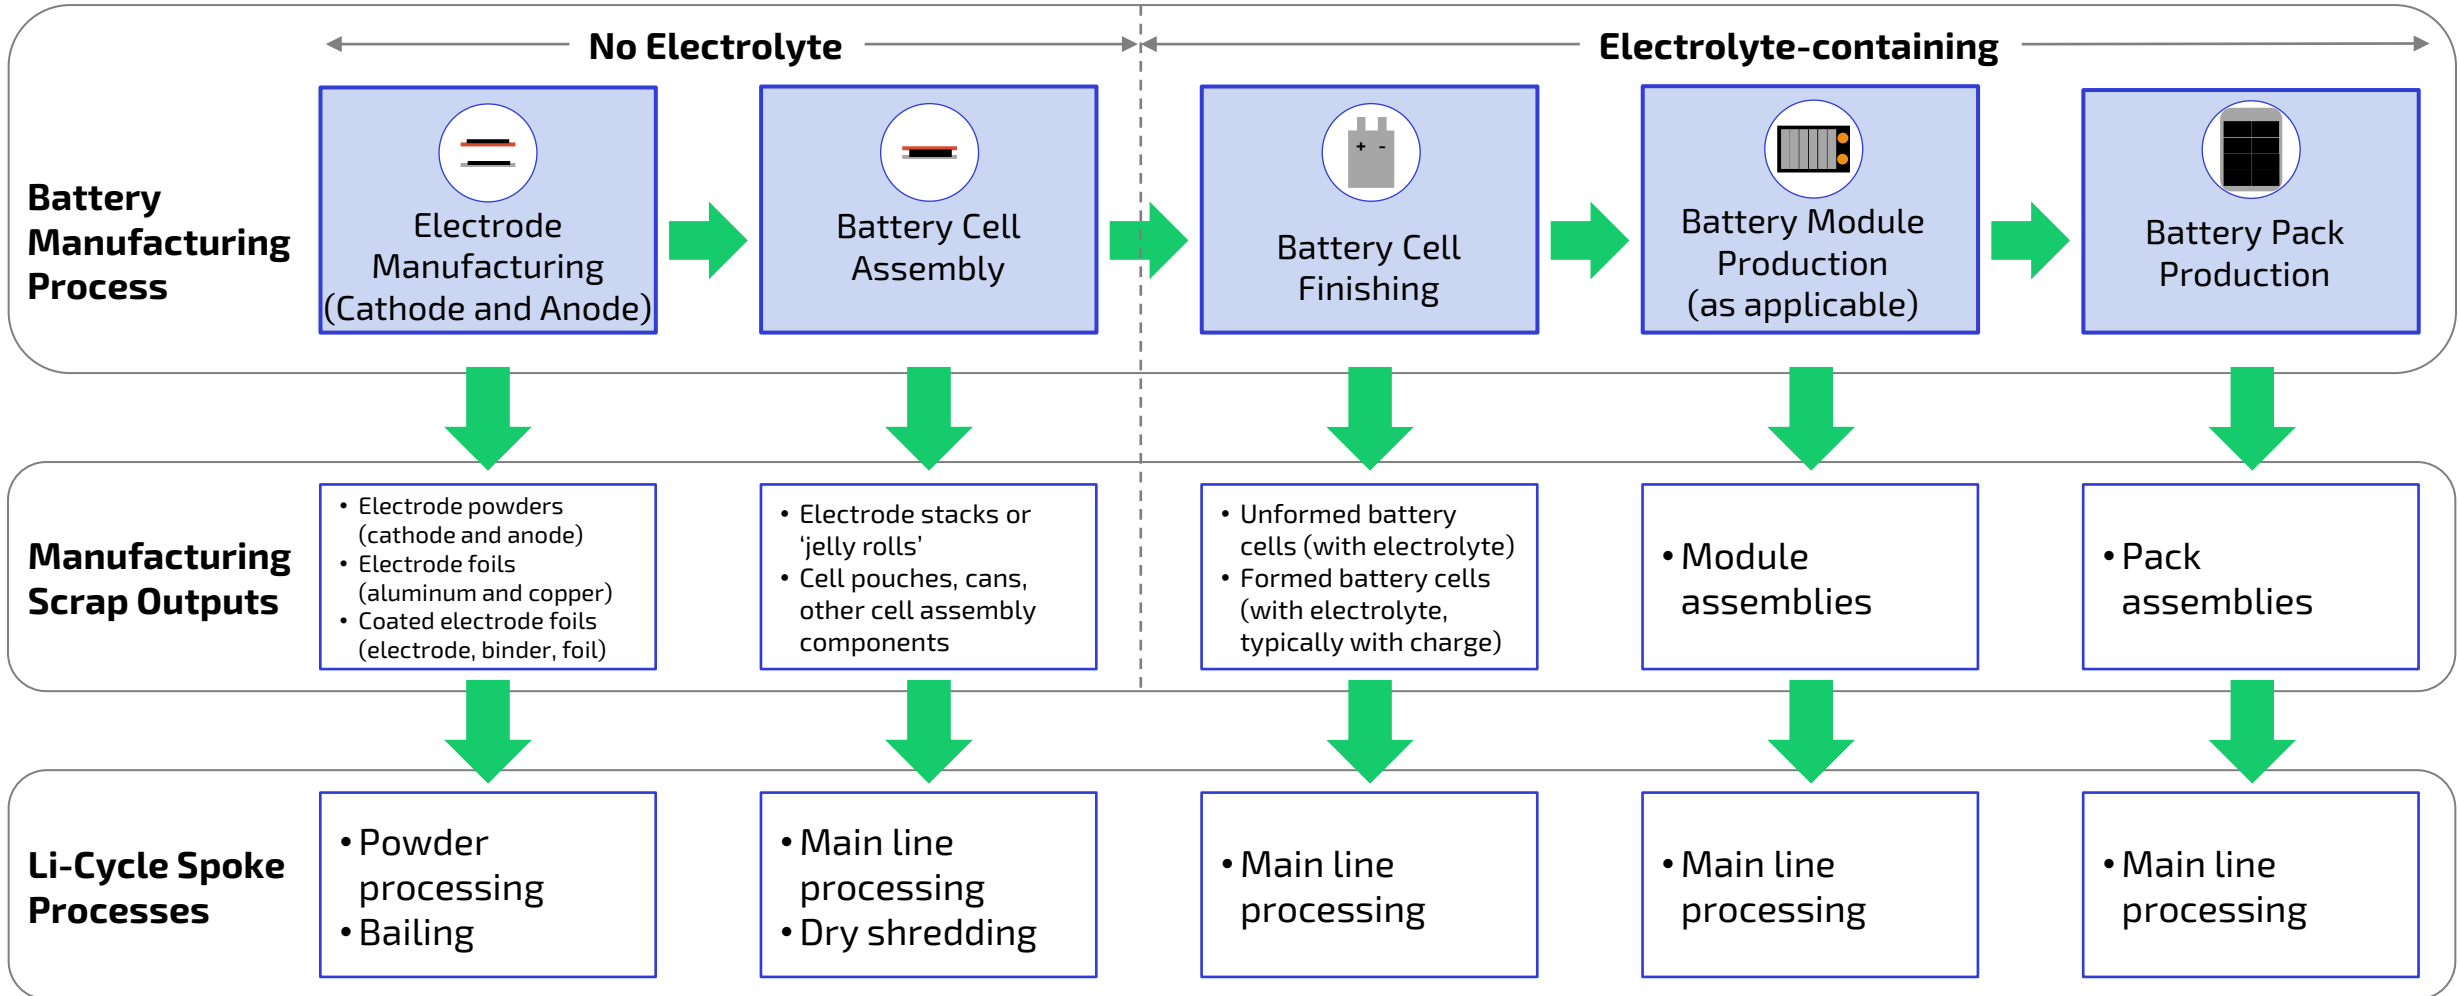 No Electrolyte
Electrolyte-containing
Battery
Manufacturing
Process
Electrode
Manufacturing
(Cathode and Anode)
Battery Cell
Assembly
+ -
Battery Cell
Finishing
Battery Module
Production
(as applicable)
Battery Pack
Production
Manufacturing
Scrap Outputs
• Electrode powders
(cathode and anode)
• Electrode foils
(aluminum and copper)
• Coated electrode foils
(electrode, binder, foil)
• Electrode stacks or
‘jelly rolls’
• Cell pouches, cans,
other cell assembly
components
• Unformed battery
cells (with electrolyte)
• Formed battery cells
(with electrolyte,
typically with charge)
• Module
assemblies
• Pack
assemblies
Li-Cycle Spoke
Processes
• Powder
processing
• Bailing
• Main line
processing
• Dry shredding
• Main line
processing
• Main line
processing
• Main line
processing